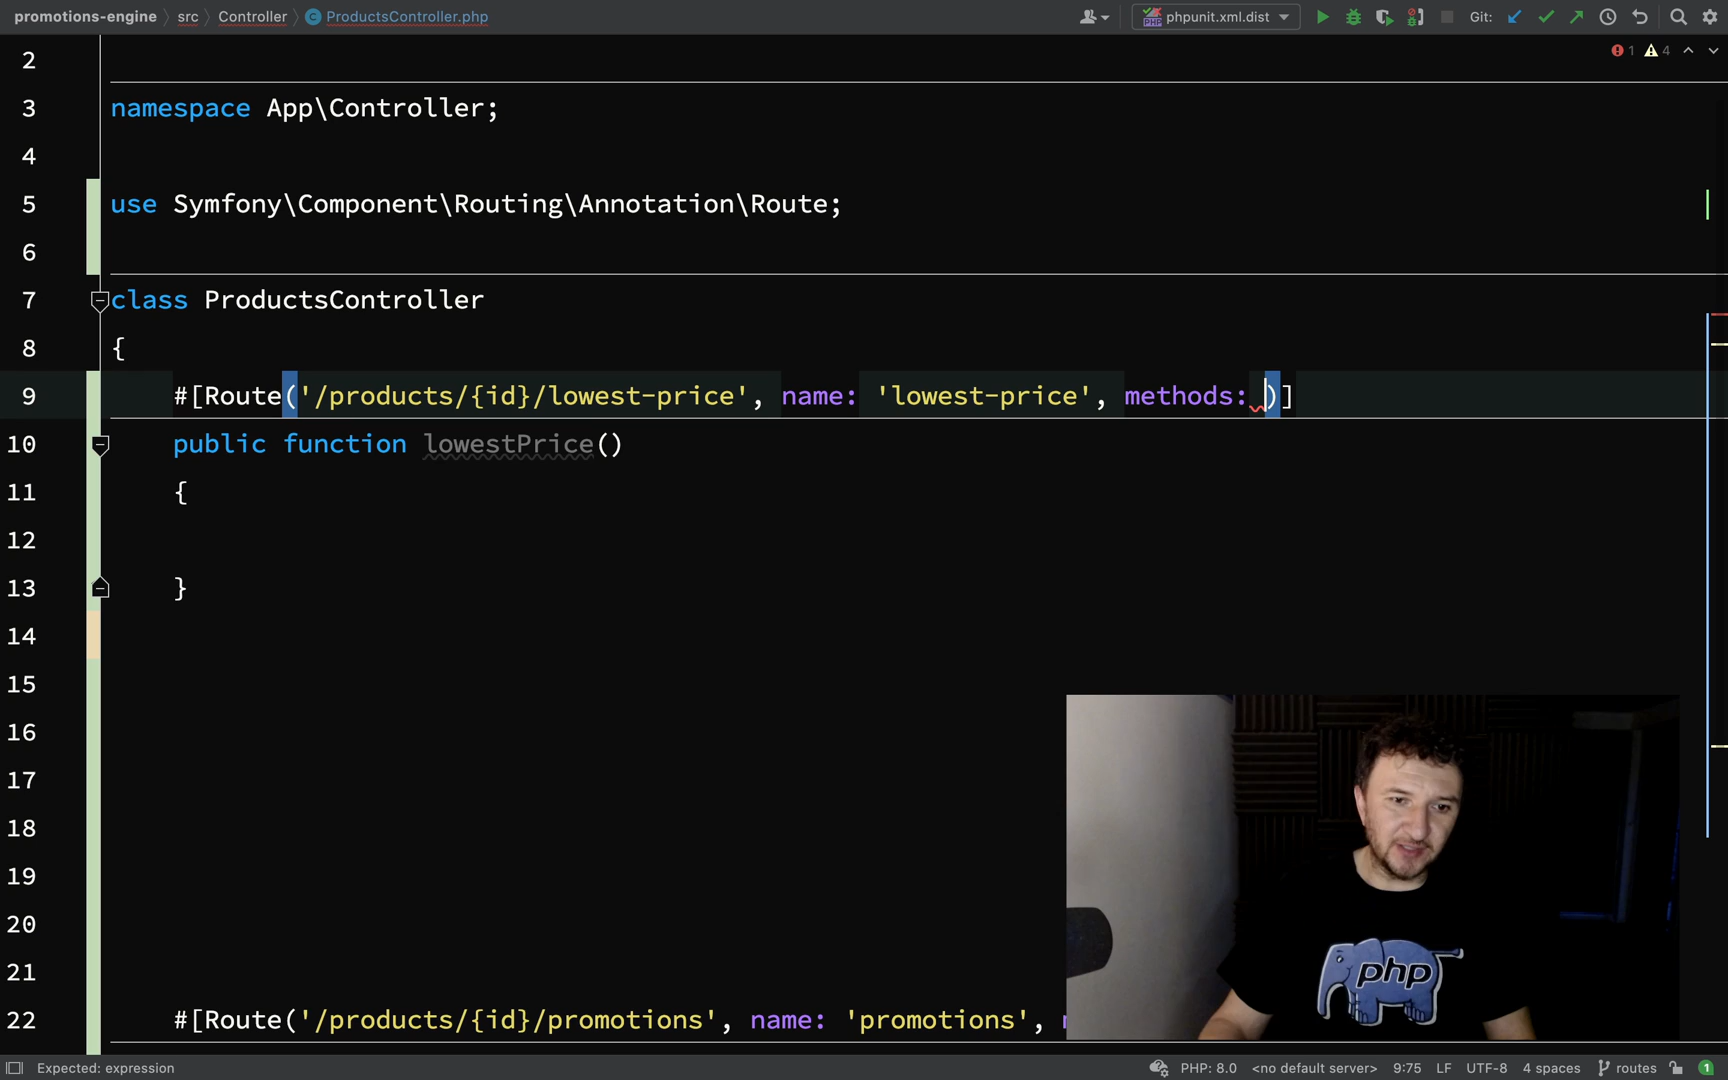 promotions-engine src Controller ProductsController.php phpunit.xml.dist Git:
1 4
2
3 namespace App\Controller;
4
5 use Symfony\Component\Routing\Annotation\Route;
6
7 class ProductsController
8 {
9 #[Route('/products/{id}/lowest-price', name: 'lowest-price', methods: )]
10 public function lowestPrice()
11 {
12
13 }
14
15
16
17
18
19
20
21
22 #[Route('/products/{id}/promotions', name: 'promotions',
php
Expected: expression PHP: 8.0 <no default server> 9:75 LF UTF-8 4 spaces routes 1